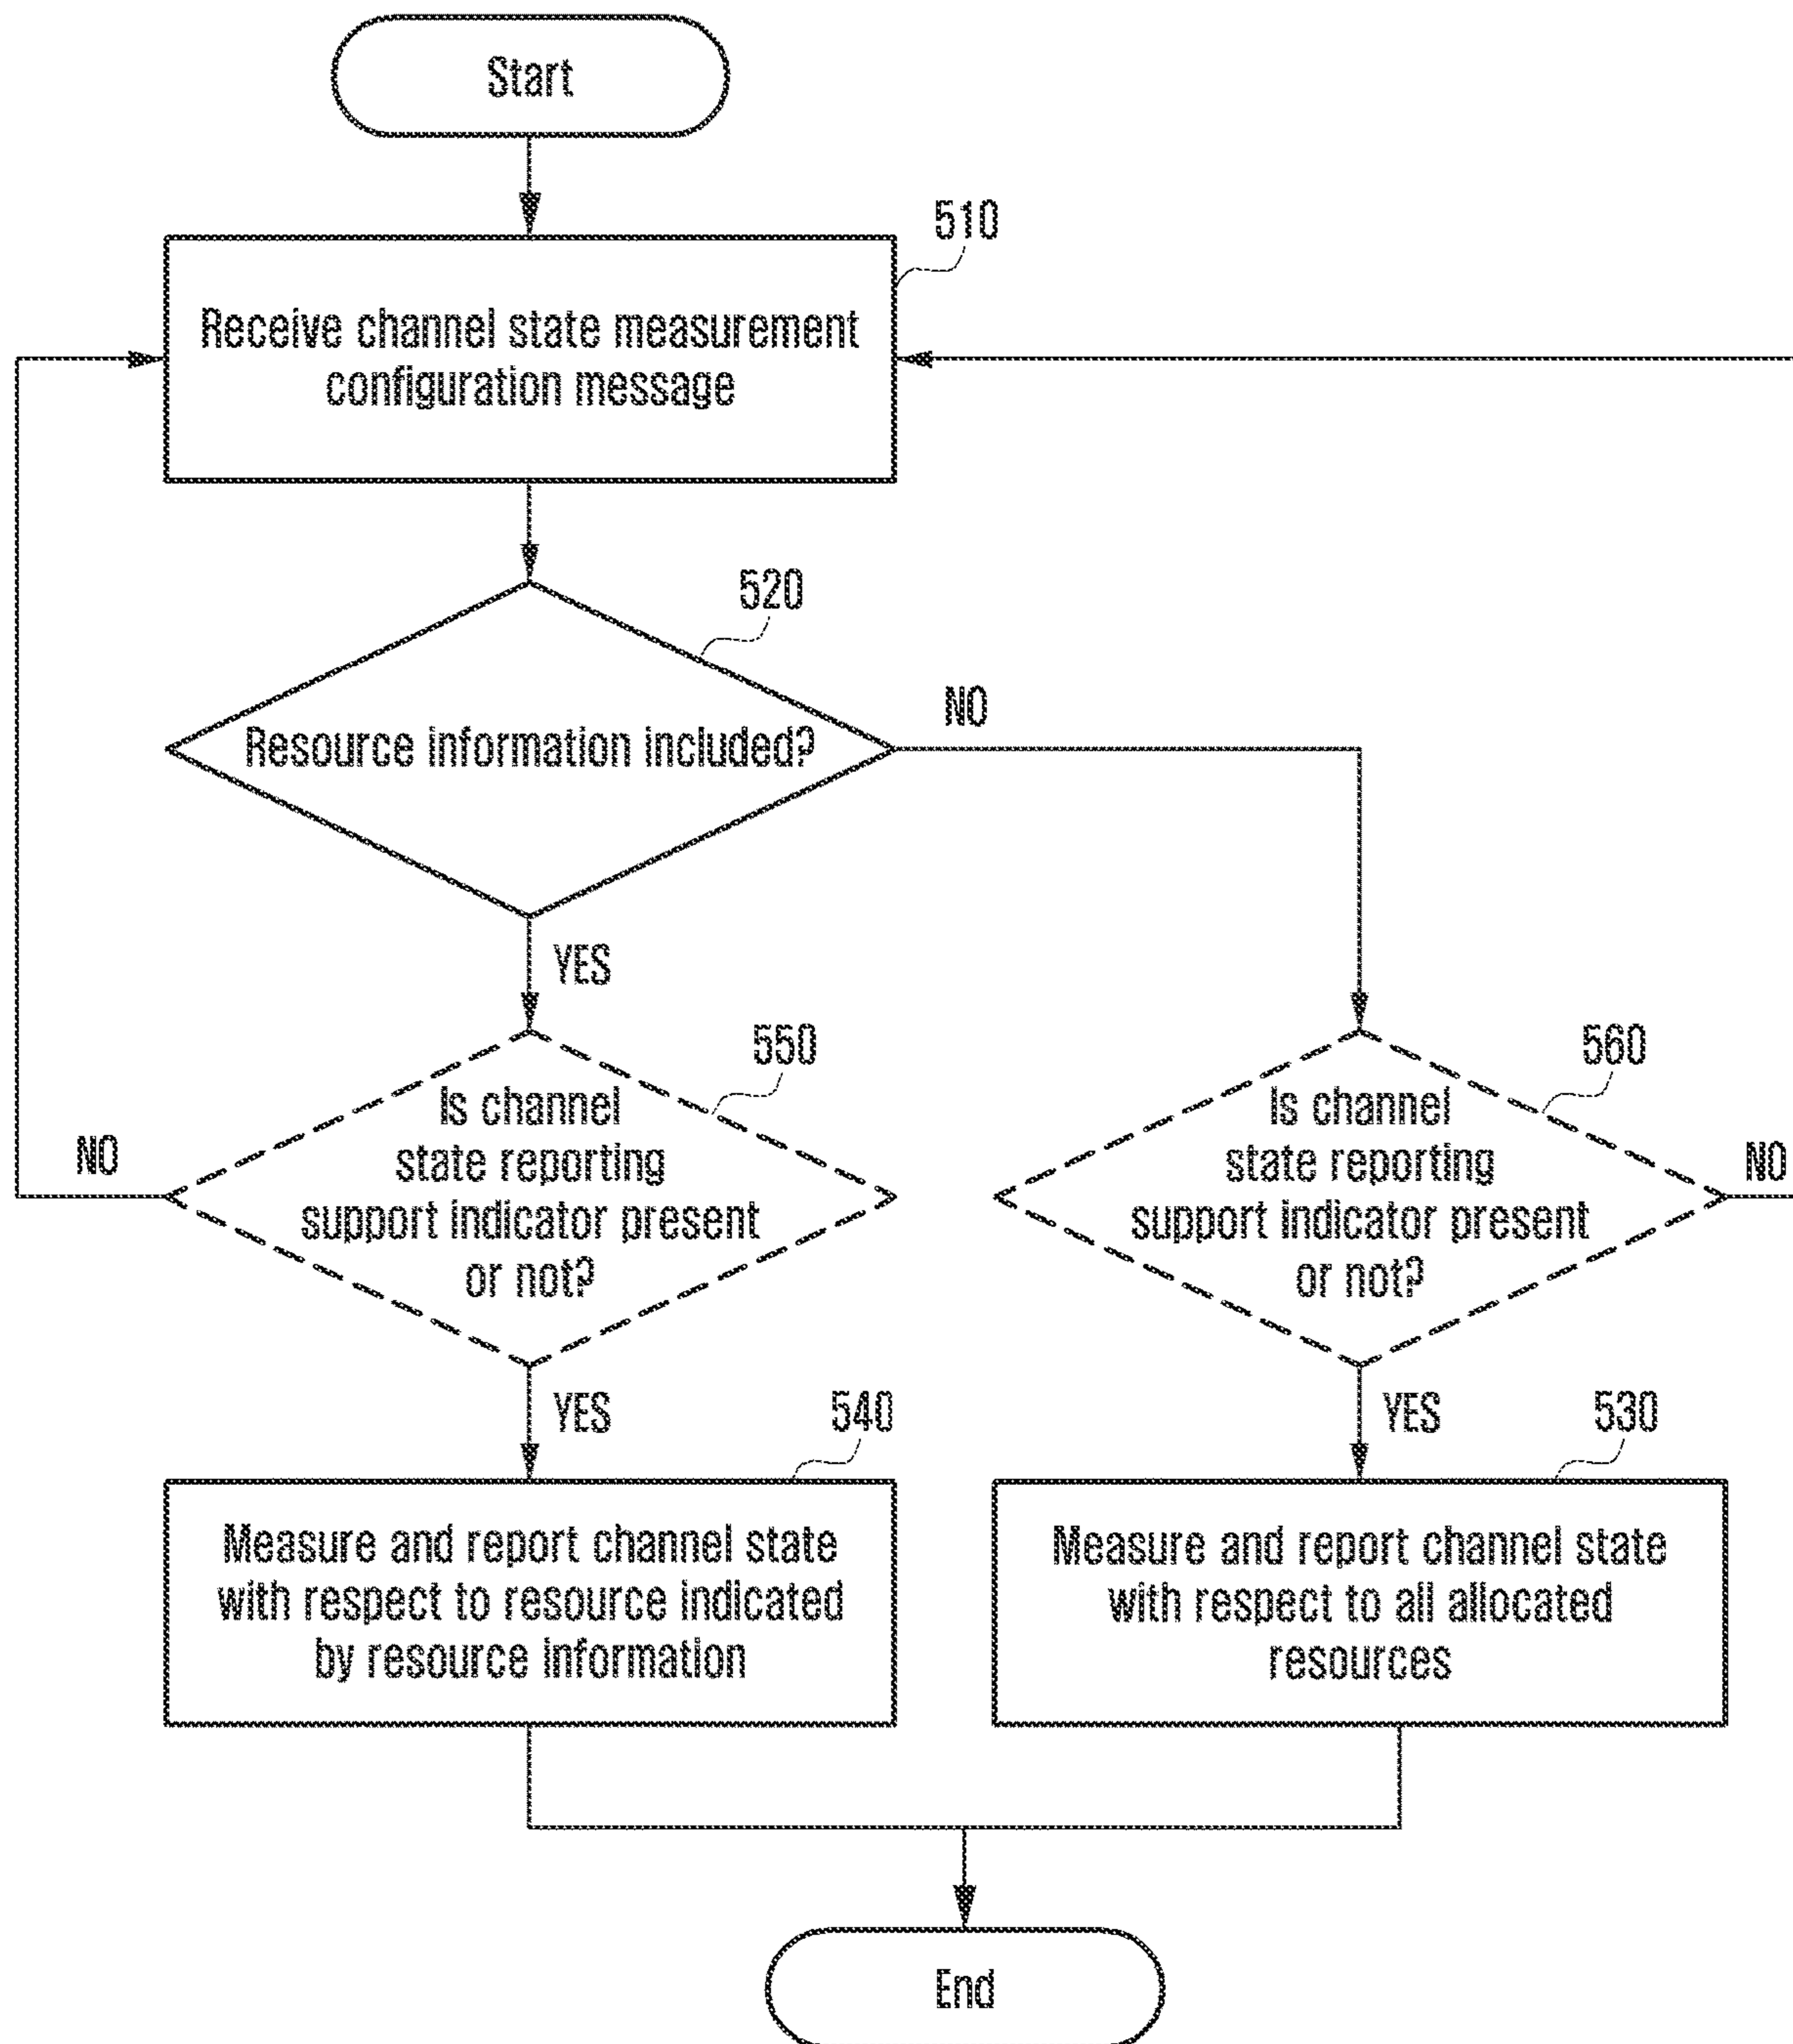 Start
510
Receive channel state measurement
configuration message
520
Resource information included?
NO
YES
550
Is channel
state reporting
support indicator present
or not?
NO
560
Is channel
state reporting
support indicator present
or not?
NO
YES
540
YES
530
Measure and report channel state
with respect to resource indicated
by resource information
Measure and report channel state
with respect to all allocated
resources
End